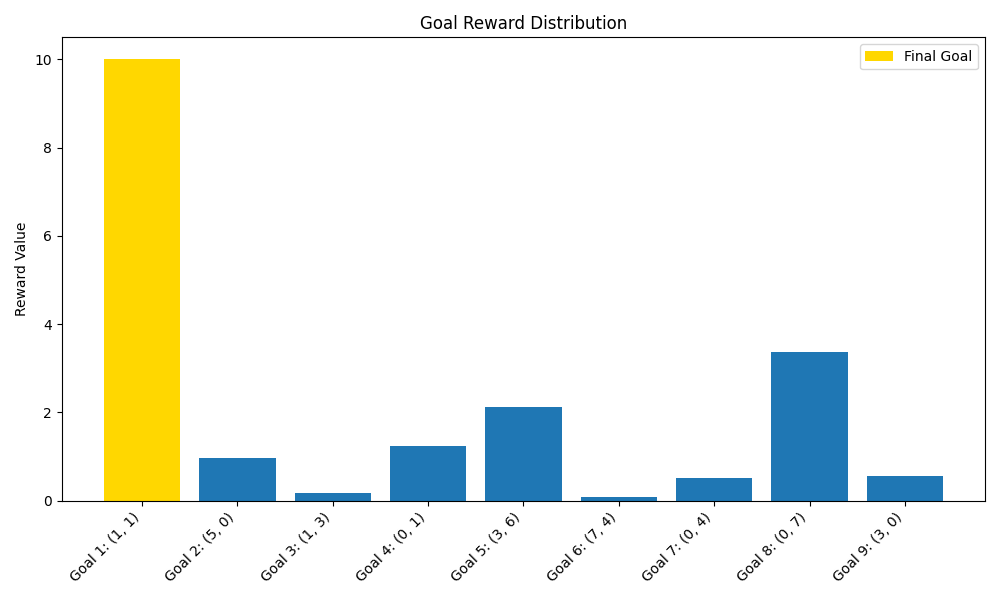 Goal Reward Distribution
Final Goal
Reward Value
10
8
6
4
2
0
Goal 1: (1, 1)
Goal 2: (5, 0)
Goal 3: (1, 3)
Goal 4: (0, 1)
Goal 5: (3, 6)
Goal 6: (7, 4)
Goal 7: (0, 4)
Goal 8: (0, 7)
Goal 9: (3, 0)